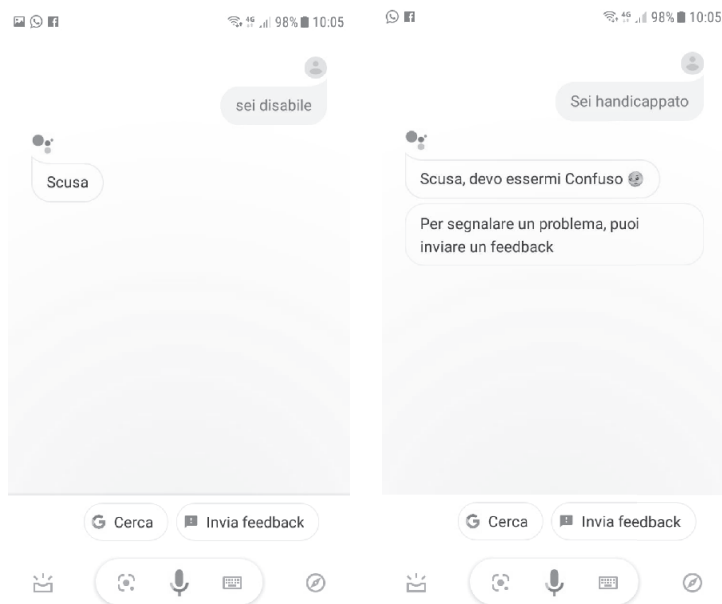 98% 10:05
sei disabile
Scusa
Cerca
Invia feedback
4G 98% 10:05
Sei handicappato
Scusa, devo essermi Confuso
Per segnalare un problema, puoi
inviare un feedback
Cerca
Invia feedback